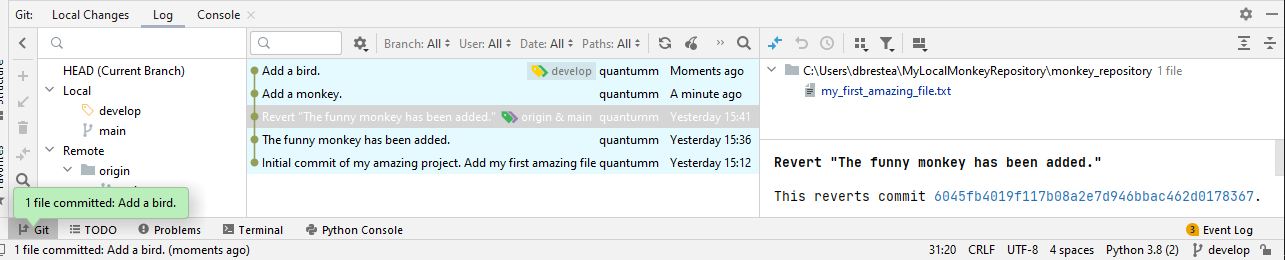 Git: Local Changes Log Console
Branch: All User: All Date: All Paths: All
HEAD (Current Branch)
Local
develop
main
Remote
origin
Add a bird. develop quantumm Moments ago
Add a monkey. quantumm A minute ago
Revert "The funny monkey has been added." origin & main quantumm Yesterday 15:41
The funny monkey has been added. quantumm Yesterday 15:36
Initial commit of my amazing project. Add my first amazing file quantumm Yesterday 15:12
C:\Users\dbrestea\MyLocalMonkeyRepository\monkey_repository 1 file
my_first_amazing_file.txt
Revert "The funny monkey has been added."
This reverts commit 6045fb4019f117b08a2e7d946bbac462d0178367.
Structure
Favorites
1 file committed: Add a bird.
Git TODO Problems Terminal Python Console 3 Event Log
1 file committed: Add a bird. (moments ago) 31:20 CRLF UTF-8 4 spaces Python 3.8 (2) develop